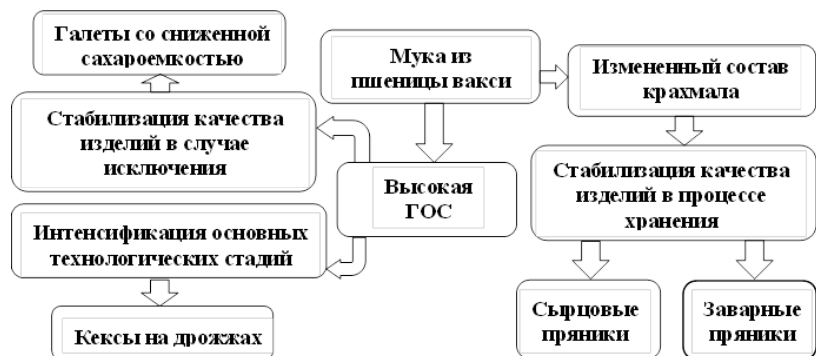 Галеты со сниженной
сахароемкостью
Мука из
пшеницы вакси
Измененный состав
крахмала
Стабилизация качества
изделий в случае
исключения
Высокая
ГОС
Стабилизация качества
изделий в процессе
хранения
Интенсификация основных
технологических стадий
Кексы на дрожжах
Сырцовые
пряники
Заварные
пряники